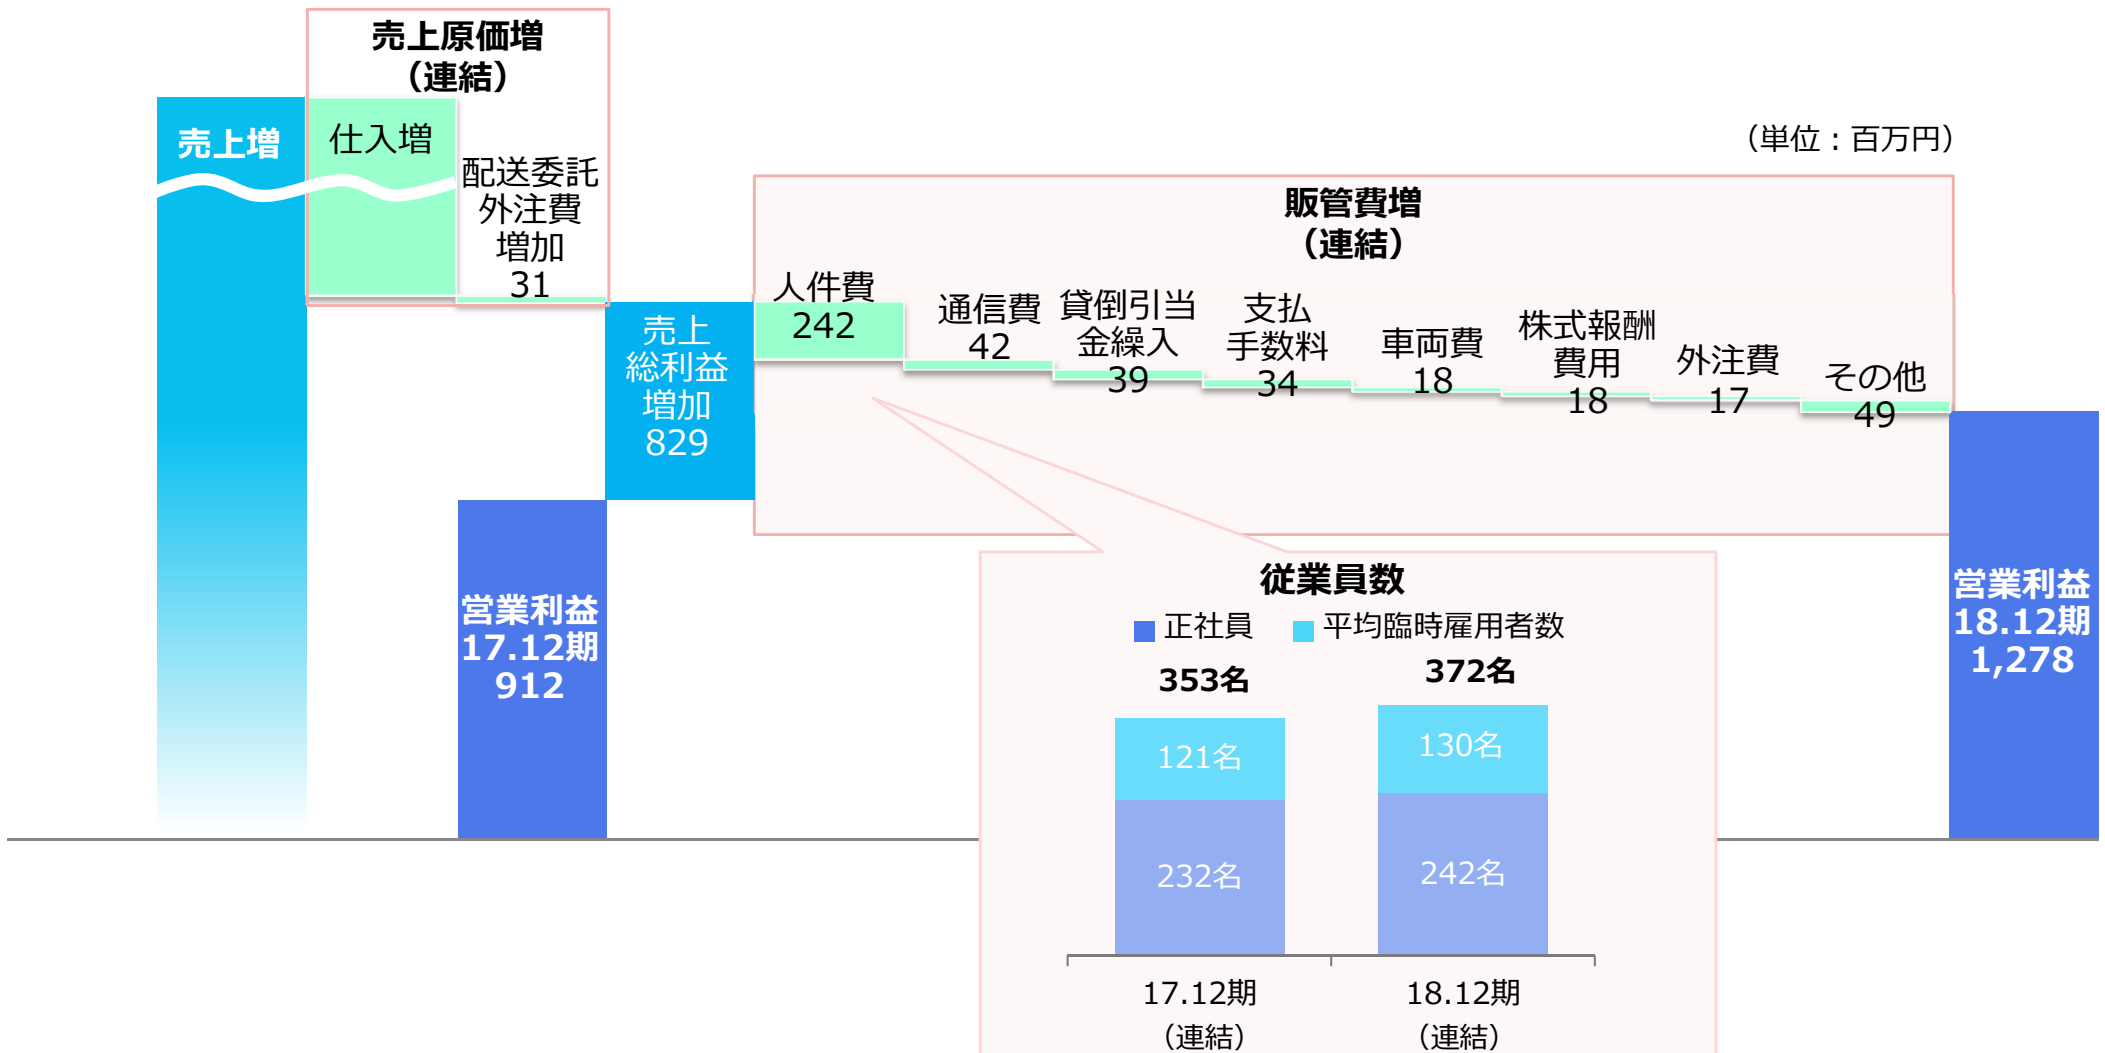 売上原価増
（連結）
売上増
仕入増
配送委託
外注費
増加
31
（単位：百万円）
販管費増
（連結）
売上
総利益
増加
829
人件費
242
通信費
42
貸倒引当
金繰入
39
支払
手数料
34
車両費
18
株式報酬
費用
18
外注費
17
その他
49
営業利益
17.12期
912
営業利益
18.12期
1,278
従業員数
正社員
平均臨時雇用者数
353名
372名
121名
130名
232名
242名
17.12期
（連結）
18.12期
（連結）